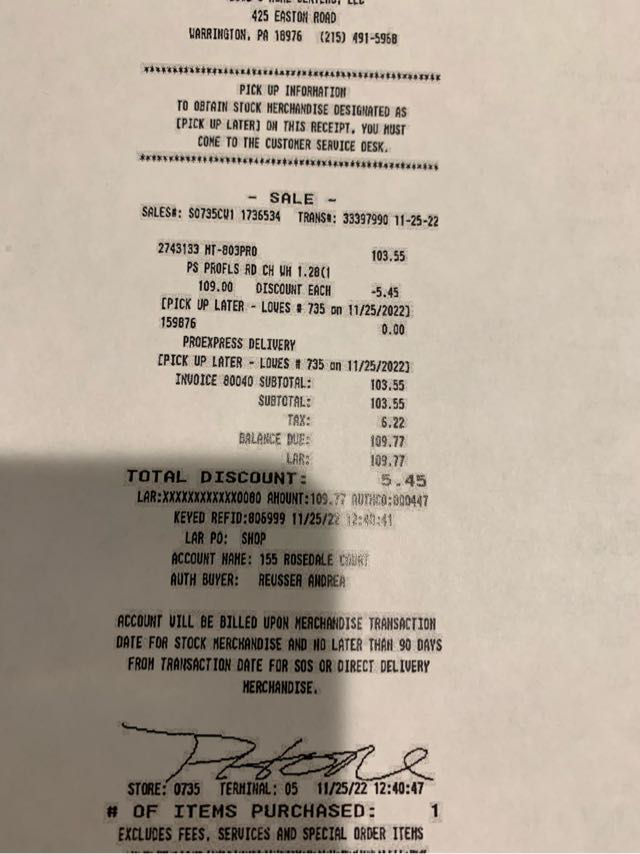 425 EASTON ROAD
WARRINGTON, PA 18976 (215) 491-5968
****************************************
PICK UP INFORMATION
TO OBTAIN STOCK MERCHANDISE DESIGNATED AS
[PICK UP LATER] ON THIS RECEIPT, YOU MUST
COME TO THE CUSTOMER SERVICE DESK.
****************************************
- SALE -
SALES#: S0735CW1 1736534 TRANS#: 33397990 11-25-22
2743133 HT-803PRO 103.55
PS PROFLS RD CH WH 1.28(1
109.00 DISCOUNT EACH -5.45
[PICK UP LATER - LOWES # 735 on 11/25/2022]
159876 0.00
PROEXPRESS DELIVERY
[PICK UP LATER - LOWES # 735 on 11/25/2022]
INVOICE 80040 SUBTOTAL: 103.55
SUBTOTAL: 103.55
TAX: 6.22
BALANCE DUE: 109.77
LAR: 109.77
TOTAL DISCOUNT: 5.45
LAR:XXXXXXXXXXXX0080 AMOUNT:109.77 AUTHCD:800447
KEYED REFID:806999 11/25/22 12:40:41
LAR PO: SHOP
ACCOUNT NAME: 155 ROSEDALE COURT
AUTH BUYER: REUSSER ANDREA
ACCOUNT WILL BE BILLED UPON MERCHANDISE TRANSACTION
DATE FOR STOCK MERCHANDISE AND NO LATER THAN 90 DAYS
FROM TRANSACTION DATE FOR SOS OR DIRECT DELIVERY
MERCHANDISE.
STORE: 0735 TERMINAL: 05 11/25/22 12:40:47
# OF ITEMS PURCHASED: 1
EXCLUDES FEES, SERVICES AND SPECIAL ORDER ITEMS